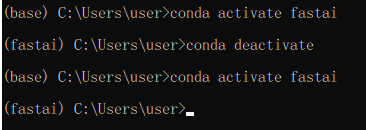 (base) C:\Users\user>conda activate fastai
(fastai) C:\Users\user>conda deactivate
(base) C:\Users\user>conda activate fastai
(fastai) C:\Users\user>